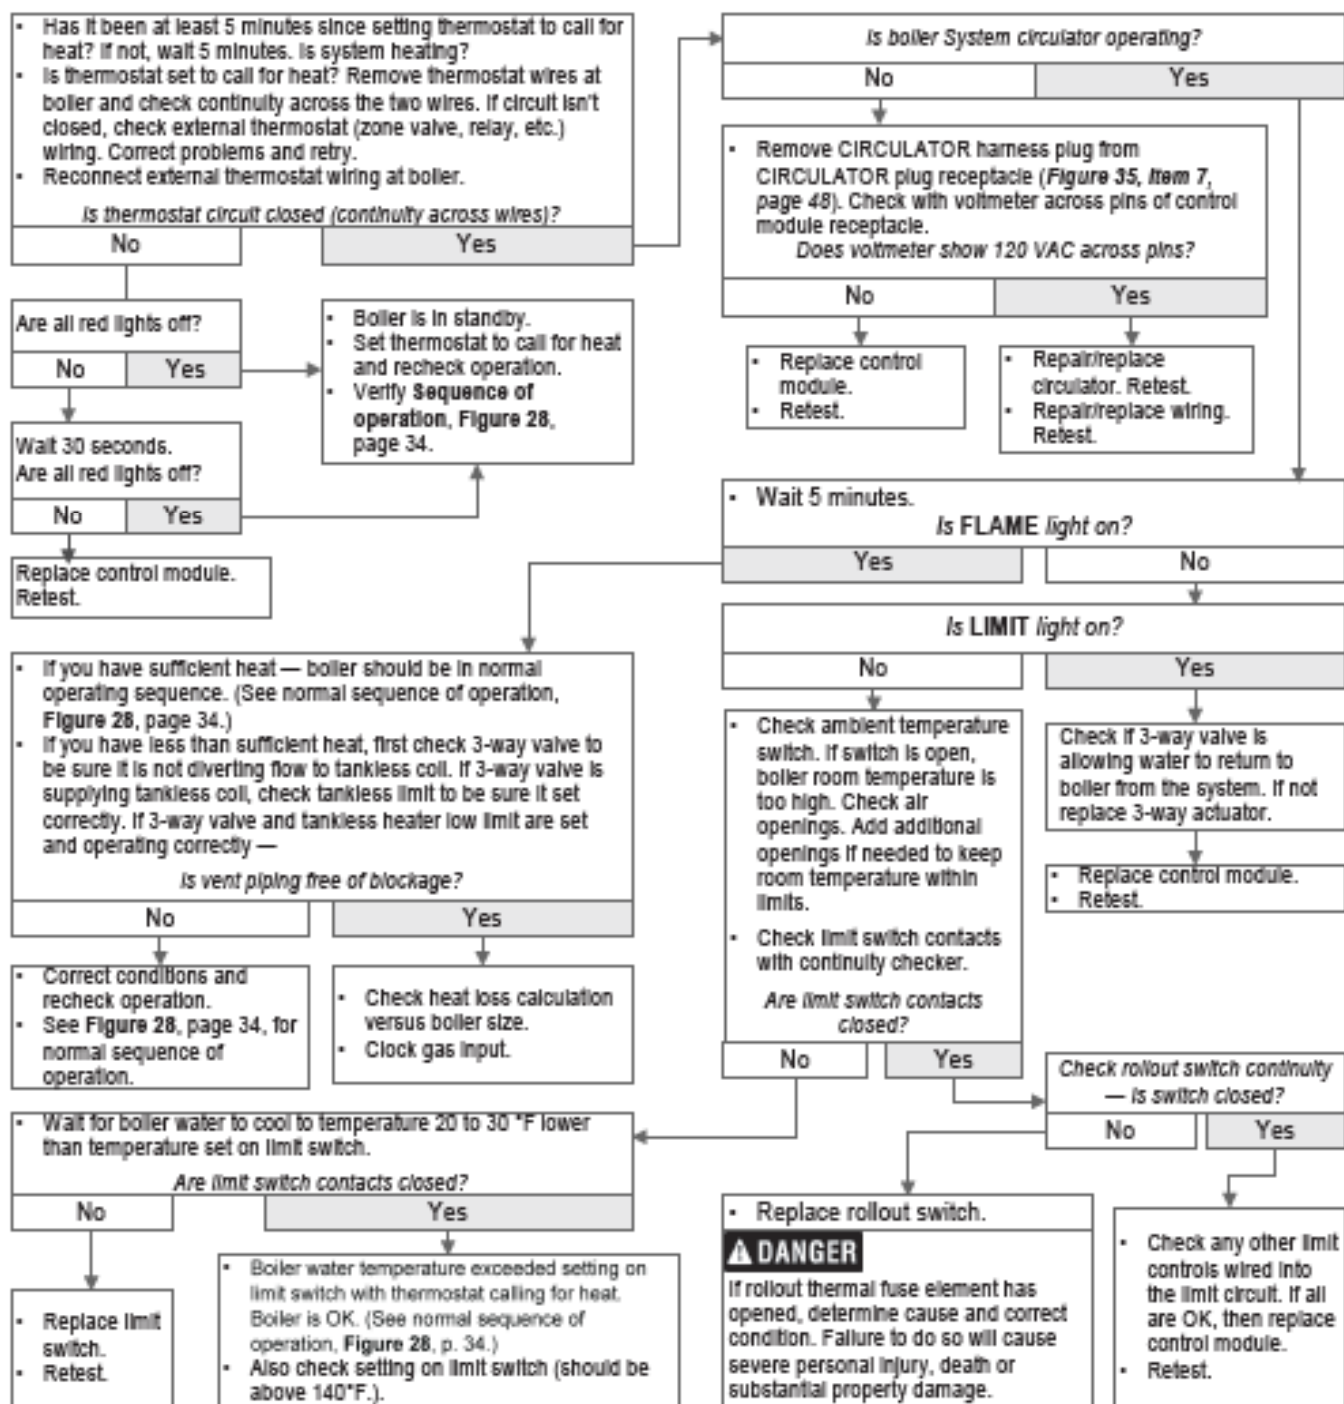 • Has it been at least 5 minutes since setting thermostat to call for
heat? If not, wait 5 minutes. Is system heating?
• Is thermostat set to call for heat? Remove thermostat wires at
boiler and check continuity across the two wires. If circuit isn't
closed, check external thermostat (zone valve, relay, etc.)
wiring. Correct problems and retry.
• Reconnect external thermostat wiring at boiler.
Is thermostat circuit closed (continuity across wires)?
No
Yes
Are all red lights off?
No
Yes
Wait 30 seconds.
Are all red lights off?
No
Yes
Replace control module.
Retest.
• Boiler is in standby.
• Set thermostat to call for heat
and recheck operation.
• Verify Sequence of
operation, Figure 28,
page 34.
Is boiler System circulator operating?
No
Yes
• Remove CIRCULATOR harness plug from
CIRCULATOR plug receptacle (Figure 35, Item 7,
page 48). Check with voltmeter across pins of control
module receptacle.
Does voltmeter show 120 VAC across pins?
No
Yes
• Replace control
module.
• Retest.
• Repair/replace
circulator. Retest.
• Repair/replace wiring.
Retest.
• Wait 5 minutes.
Is FLAME light on?
Yes
No
• If you have sufficient heat — boiler should be in normal
operating sequence. (See normal sequence of operation,
Figure 28, page 34.)
• If you have less than sufficient heat, first check 3-way valve to
be sure it is not diverting flow to tankless coil. If 3-way valve is
supplying tankless coil, check tankless limit to be sure it set
correctly. If 3-way valve and tankless heater low limit are set
and operating correctly —
Is vent piping free of blockage?
No
Yes
• Correct conditions and
recheck operation.
• See Figure 28, page 34, for
normal sequence of
operation.
• Check heat loss calculation
versus boiler size.
• Clock gas input.
Is LIMIT light on?
No
Yes
• Check ambient temperature
switch. If switch is open,
boiler room temperature is
too high. Check air
openings. Add additional
openings if needed to keep
room temperature within
limits.
• Check limit switch contacts
with continuity checker.
Are limit switch contacts
closed?
No
Yes
Check if 3-way valve is
allowing water to return to
boiler from the system. If not
replace 3-way actuator.
• Replace control module.
• Retest.
Check rollout switch continuity
— is switch closed?
No
Yes
• Wait for boiler water to cool to temperature 20 to 30 °F lower
than temperature set on limit switch.
Are limit switch contacts closed?
No
Yes
• Replace limit
switch.
• Retest.
• Boiler water temperature exceeded setting on
limit switch with thermostat calling for heat.
Boiler is OK. (See normal sequence of
operation, Figure 28, p. 34.)
• Also check setting on limit switch (should be
above 140°F.).
• Replace rollout switch.
DANGER
If rollout thermal fuse element has
opened, determine cause and correct
condition. Failure to do so will cause
severe personal injury, death or
substantial property damage.
• Check any other limit
controls wired into
the limit circuit. If all
are OK, then replace
control module.
• Retest.